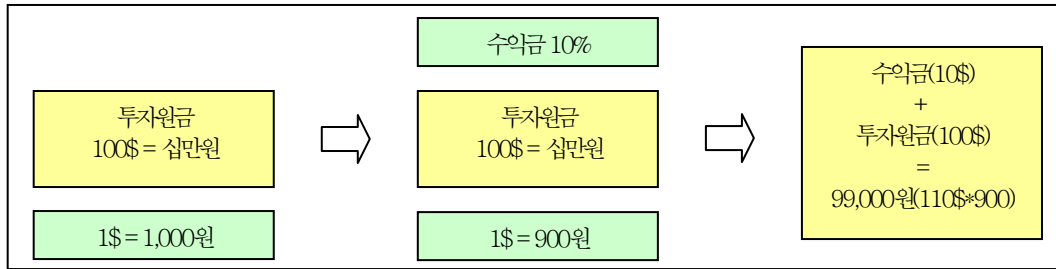 투자원금
100$ = 십만원
1$ = 1,000원
수익금 10%
투자원금
100$ = 십만원
1$ = 900원
수익금(10$)
+
투자원금(100$)
=
99,000원(110$*900)